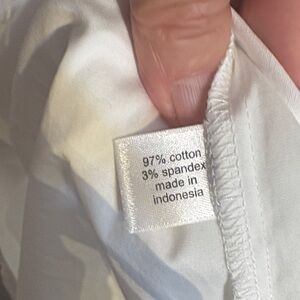 97% cotton
3% spandex
made in
indonesia